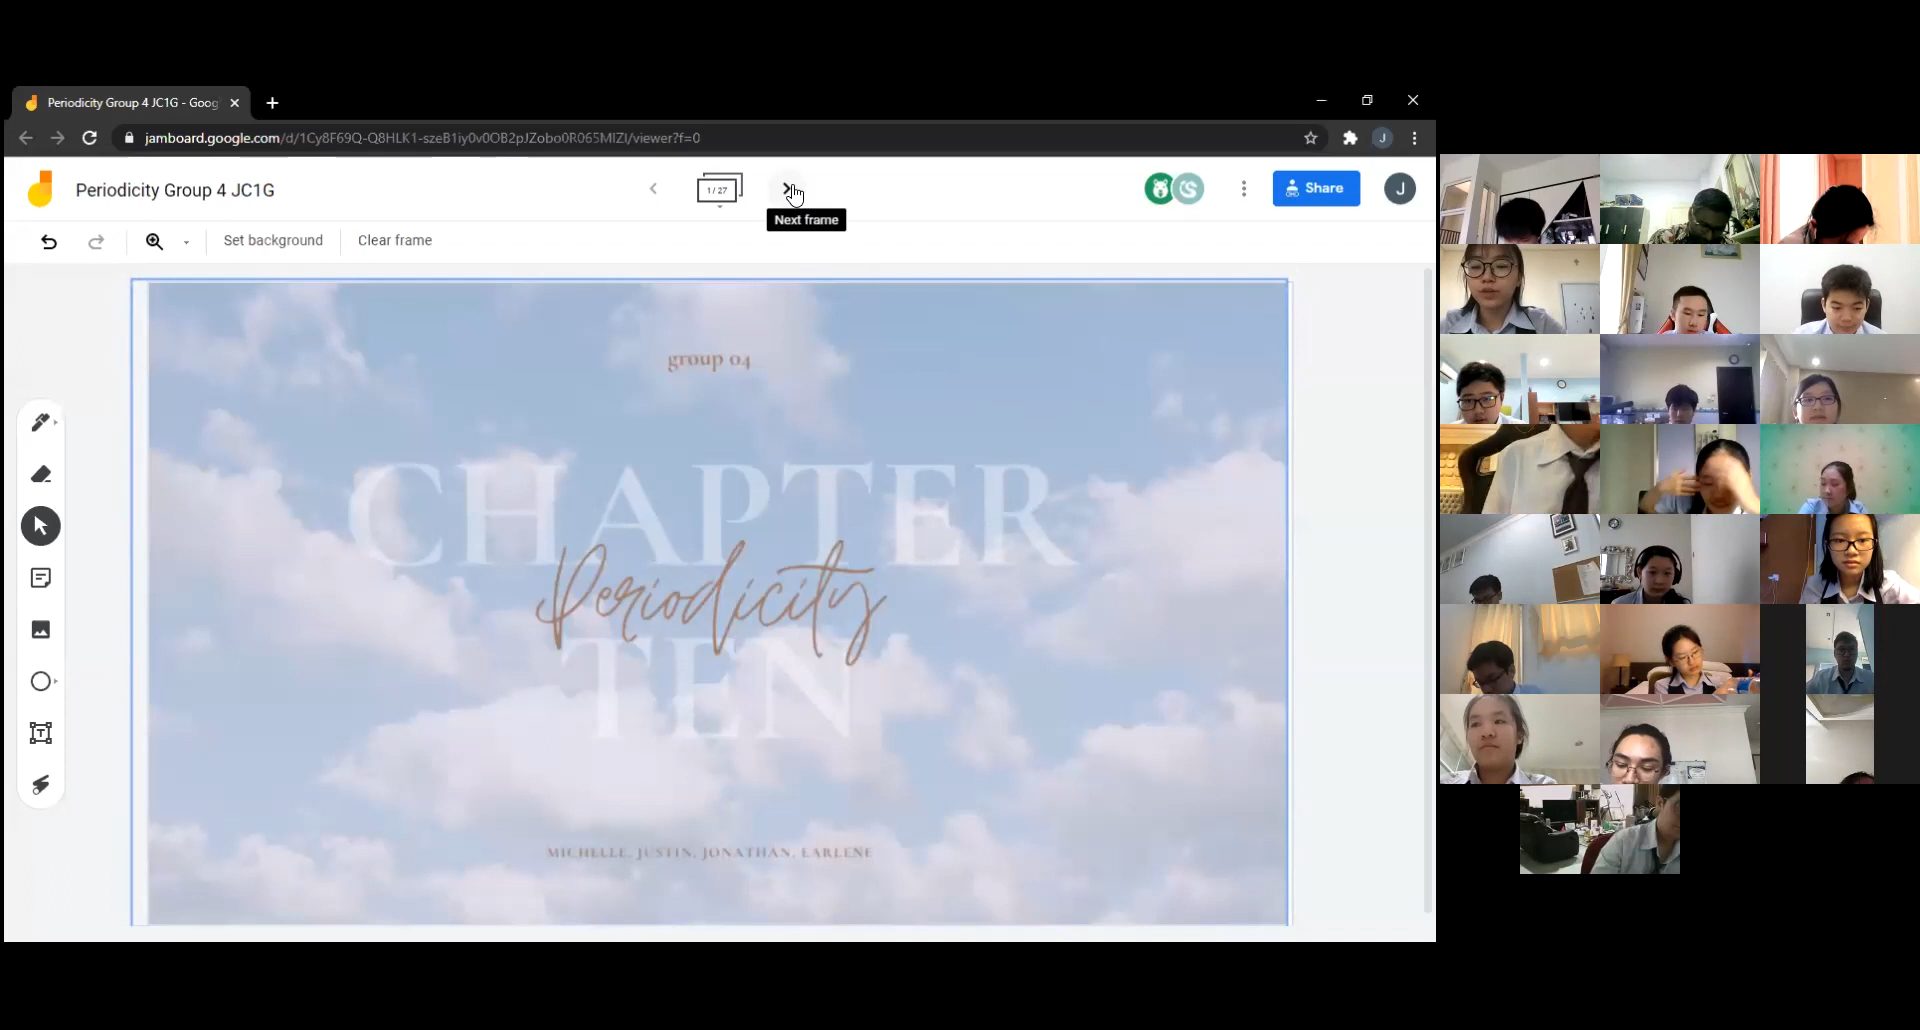 Periodicity Group 4 JC1G - Goog
jamboard.google.com/d/1Cy8F69Q-Q8HLK1-szeB1iy0v0OB2pJZobo0R065MIZI/viewer?f=0
J
Periodicity Group 4 JC1G
1 / 27
Share
J
Next frame
Set background
Clear frame
group 04
CHAPTER
Periodicity
TEN
MICHELLE, JUSTIN, JONATHAN, EARLENE